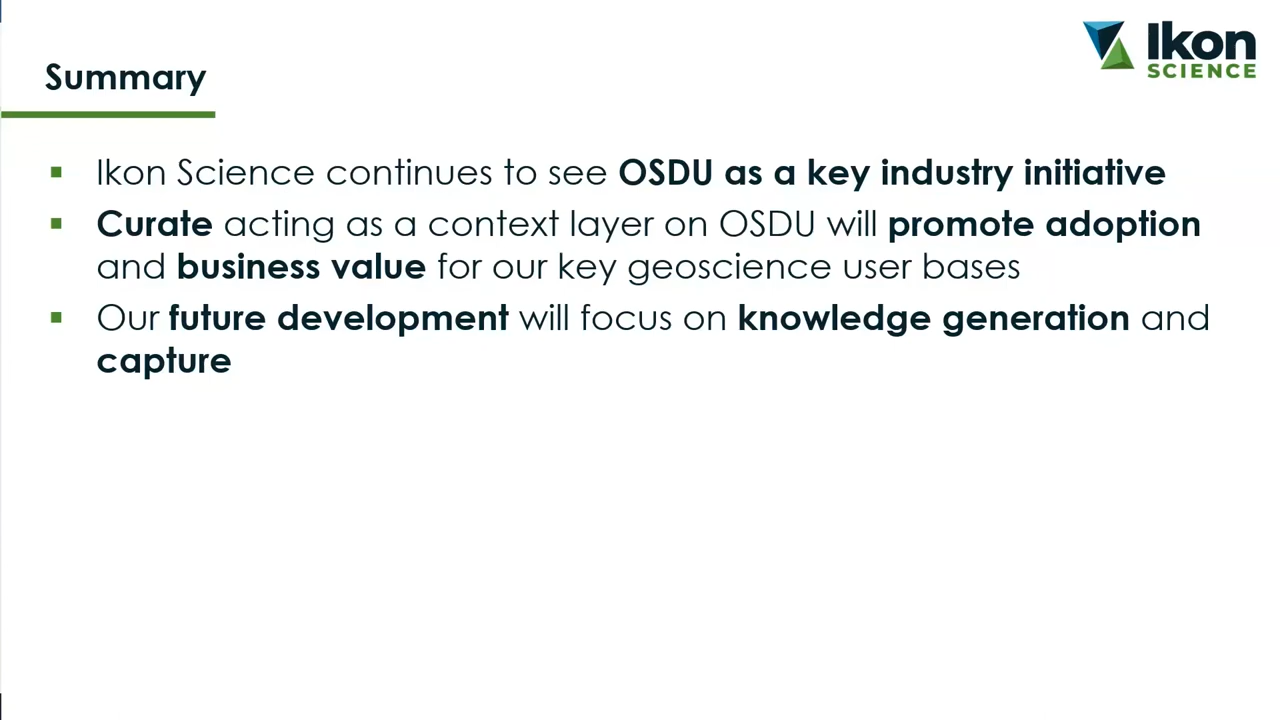 Summary
Ikon
SCIENCE
▪ Ikon Science continues to see OSDU as a key industry initiative
▪ Curate acting as a context layer on OSDU will promote adoption
and business value for our key geoscience user bases
▪ Our future development will focus on knowledge generation and
capture